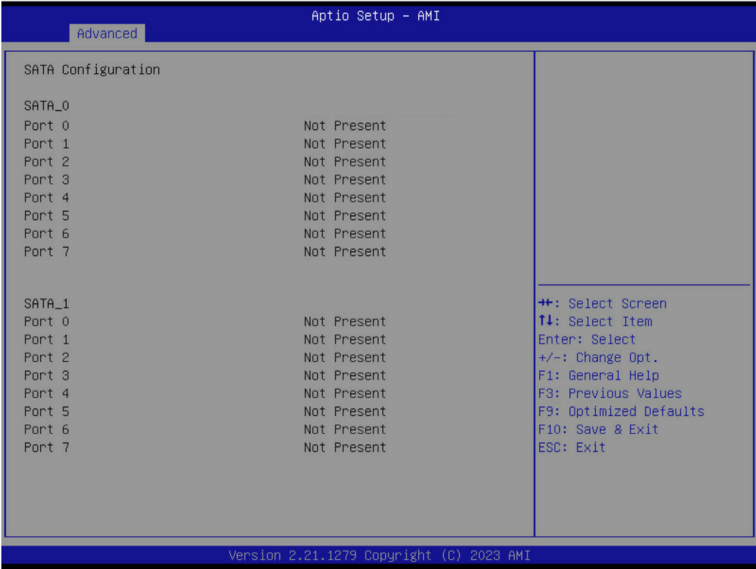 Aptio Setup – AMI
Advanced
SATA Configuration
SATA_0
Port 0 Not Present
Port 1 Not Present
Port 2 Not Present
Port 3 Not Present
Port 4 Not Present
Port 5 Not Present
Port 6 Not Present
Port 7 Not Present
SATA_1
Port 0 Not Present
Port 1 Not Present
Port 2 Not Present
Port 3 Not Present
Port 4 Not Present
Port 5 Not Present
Port 6 Not Present
Port 7 Not Present
→←: Select Screen
↑↓: Select Item
Enter: Select
+/-: Change Opt.
F1: General Help
F3: Previous Values
F9: Optimized Defaults
F10: Save & Exit
ESC: Exit
Version 2.21.1279 Copyright (C) 2023 AMI